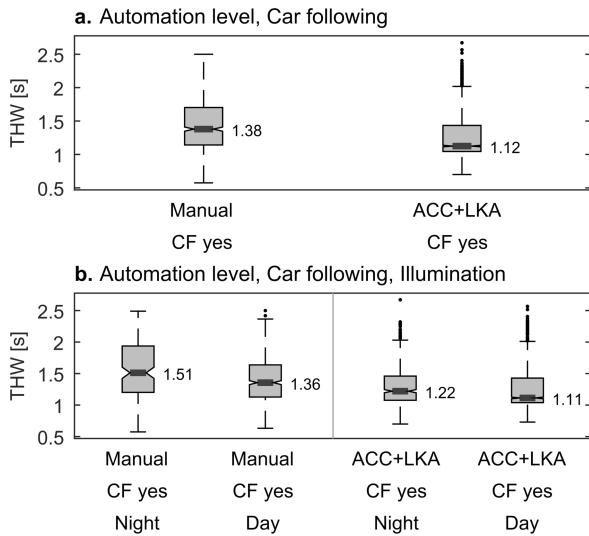 a. Automation level, Car following
THW [s]
2.5
2
1.5
1
0.5
1.38
1.12
Manual
ACC+LKA
CF yes
CF yes
b. Automation level, Car following, Illumination
THW [s]
2.5
2
1.5
1
0.5
1.51
1.36
1.22
1.11
Manual
Manual
ACC+LKA
ACC+LKA
CF yes
CF yes
CF yes
CF yes
Night
Day
Night
Day